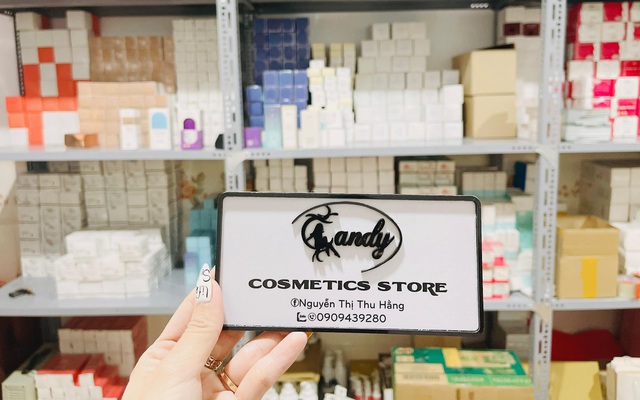 Candy
COSMETICS STORE
Nguyễn Thị Thu Hằng
0909439280